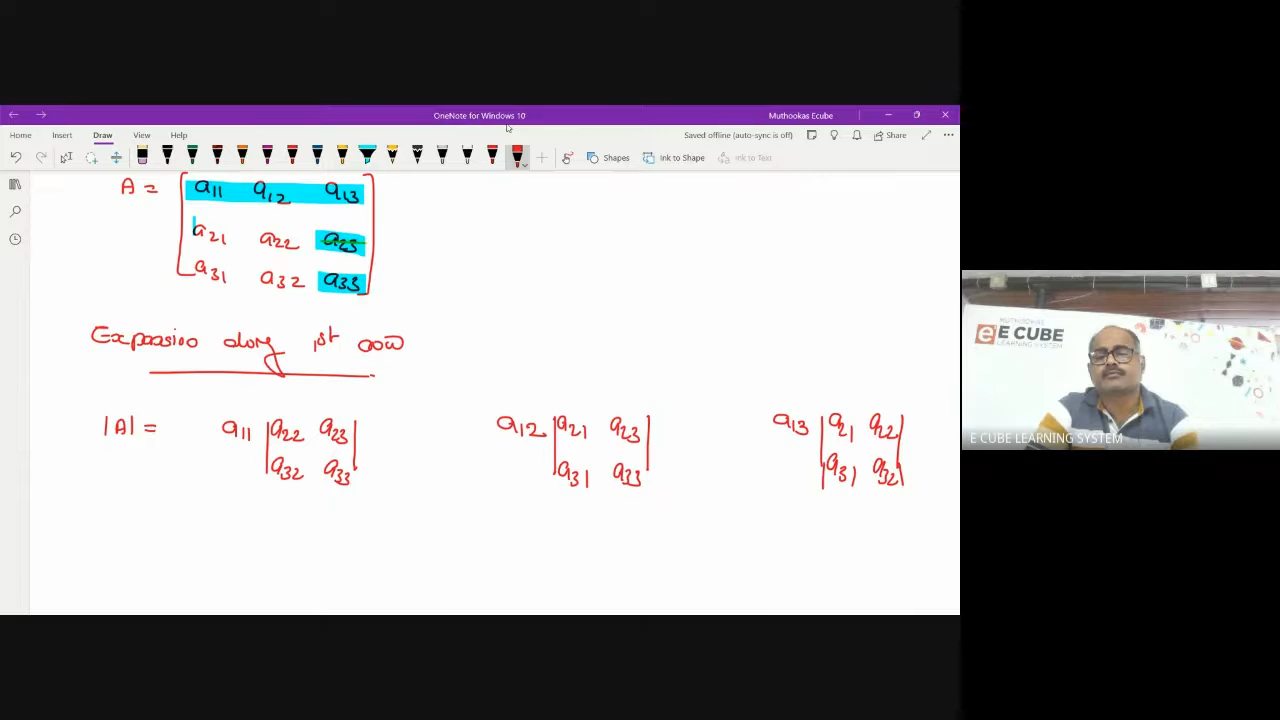 OneNote for Windows 10
Muthookas Ecube
Home Insert Draw View Help
Saved offline (auto-sync is off)
Share
Shapes
Ink to Shape
Ink to Text
A = a11 a12 a13
a21 a22 a23
a31 a32 a33
Expansion along 1st row
|A| = a11 |a22 a23 a12 |a21 a23| a13 |a21 a22|
a32 a33 a31 a33 a31 a32
MUTHOOKAS
e E CUBE
LEARNING SYSTEM
E CUBE LEARNING SYSTEM